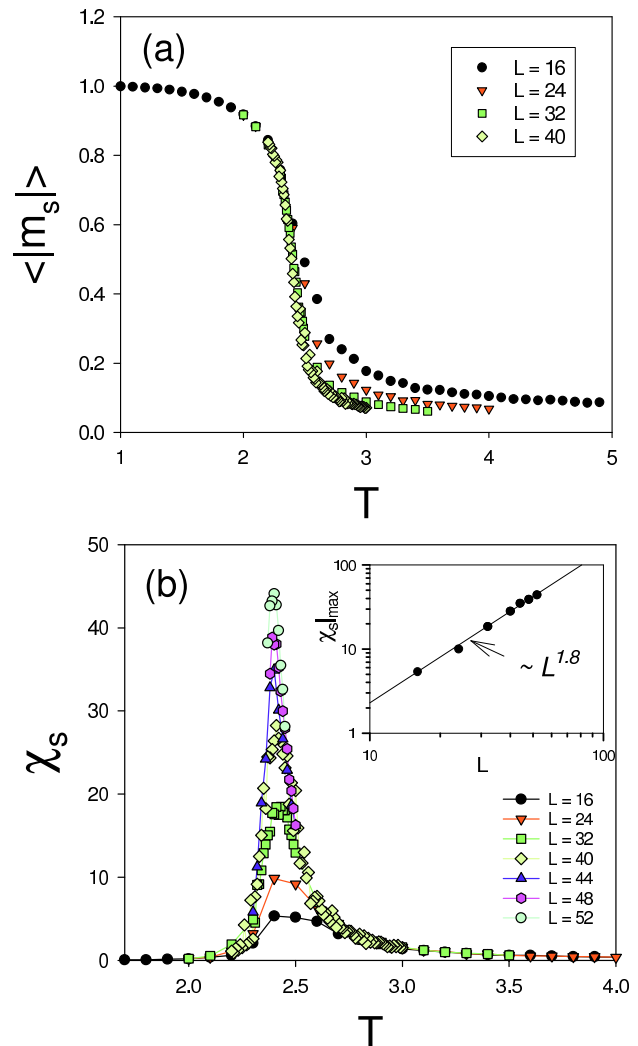 (a)
L = 16
L = 24
L = 32
L = 40
1.2
1.0
0.8
0.6
0.4
0.2
0.0
<|m_s|>
1 2 3 4 5
T
(b)
50
40
30
20
10
0
χ_s
2.0 2.5 3.0 3.5 4.0
T
100
10
1
χ_s|_max
~ L^1.8
10 100
L
L = 16
L = 24
L = 32
L = 40
L = 44
L = 48
L = 52